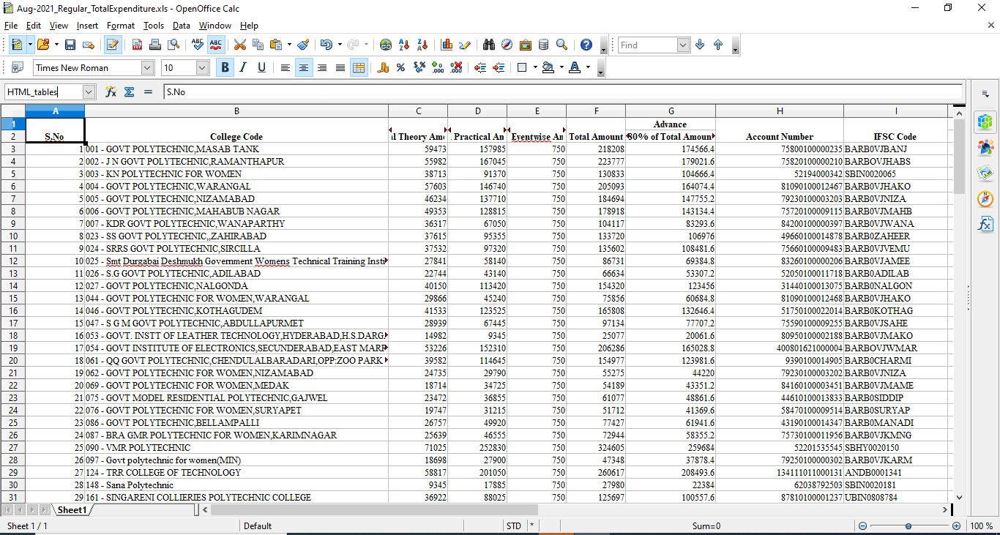 Aug-2021_Regular_TotalExpenditure.xls - OpenOffice Calc
File Edit View Insert Format Tools Data Window Help
Find
Times New Roman 10 B I U
HTML_tables S.No
A B C D E F G H I
1 Advance
2 S.No College Code l Theory Amo Practical An Eventwise An Total Amount 80% of Total Amoun Account Number IFSC Code
3 1 001 - GOVT POLYTECHNIC,MASAB TANK 59473 157985 750 218208 174566.4 75800100000235 BARB0VJBANJ
4 2 002 - J N GOVT POLYTECHNIC,RAMANTHAPUR 55982 167045 750 223777 179021.6 75820100000210 BARBOVJHABS
5 3 003 - KN POLYTECHNIC FOR WOMEN 38713 91370 750 130833 104666.4 52194000342 SBIN0020065
6 4 004 - GOVT POLYTECHNIC,WARANGAL 57603 146740 750 205093 164074.4 81090100012467 BARB0VJHAKO
7 5 005 - GOVT POLYTECHNIC,NIZAMABAD 46234 137710 750 184694 147755.2 79230100003203 BARB0VJNIZA
8 6 006 - GOVT POLYTECHNIC,MAHABUB NAGAR 49353 128815 750 178918 143134.4 75720100009115 BARB0VJMAHB
9 7 007 - KDR GOVT POLYTECHNIC,WANAPARTHY 36317 67050 750 104117 83293.6 84200100000397 BARB0VJWANA
10 8 023 - SS GOVT POLYTECHNIC,,ZAHIRABAD 37615 95355 750 133720 106976 49660100014878 BARB0ZAHEER
11 9 024 - SRRS GOVT POLYTECHNIC,SIRCILLA 37532 97320 750 135602 108481.6 75660100009483 BARB0VJVEMU
12 10 025 - Smt Durgabai Deshmukh Government Womens Technical Training Insti 27841 58140 750 86731 69384.8 83260100000206 BARB0VJAMEE
13 11 026 - S.G GOVT POLYTECHNIC,ADILABAD 22744 43140 750 66634 53307.2 52050100011718 BARB0ADILAB
14 12 027 - GOVT POLYTECHNIC,NALGONDA 40150 113420 750 154320 123456 31440100013075 BARB0NALGON
15 13 044 - GOVT POLYTECHNIC FOR WOMEN,WARANGAL 29866 45240 750 75856 60684.8 81090100012468 BARB0VJHAKO
16 14 046 - GOVT POLYTECHNIC,KOTHAGUDEM 41533 123525 750 165808 132646.4 51750100022014 BARB0KOTHAG
17 15 047 - S G M GOVT POLYTECHNIC,ABDULLAPURMET 28939 67445 750 97134 77707.2 75590100009255 BARB0VJSAHE
18 16 053 - GOVT. INSTT OF LEATHER TECHNOLOGY,HYDERABAD,H.S.DARGA 14982 9345 750 25077 20061.6 80950100002188 BARB0VJMAKO
19 17 054 - GOVT INSTITUTE OF ELECTRONICS,SECUNDERABAD,EAST MARE 53226 152310 750 206286 165028.8 400801621000004 BARBOVJWMAR
20 18 061 - QQ GOVT POLYTECHNIC,CHENDULALBARADARI,OPP:ZOO PARK 39582 114645 750 154977 123981.6 9390100014905 BARB0CHARMI
21 19 062 - GOVT POLYTECHNIC FOR WOMEN,NIZAMABAD 24735 29790 750 55275 44220 79230100003202 BARB0VJNIZA
22 20 069 - GOVT POLYTECHNIC FOR WOMEN,MEDAK 18714 34725 750 54189 43351.2 84160100003451 BARB0VJMAME
23 21 075 - GOVT MODEL RESIDENTIAL POLYTECHNIC,GAJWEL 23472 36855 750 61077 48861.6 44610100013833 BARB0SIDDIP
24 22 076 - GOVT POLYTECHNIC FOR WOMEN,SURYAPET 19747 31215 750 51712 41369.6 58470100009514 BARB0SURYAP
25 23 086 - GOVT POLYTECHNIC,BELLAMPALLI 26757 49920 750 77427 61941.6 43190100014347 BARB0MANADI
26 24 087 - BRA GMR POLYTECHNIC FOR WOMEN,KARIMNAGAR 25639 46555 750 72944 58355.2 75730100011956 BARB0VJKMNG
27 25 090 - VMR POLYTECHNIC 71025 252830 750 324605 259684 52201535545 SBHY0020150
28 26 097 - Govt polytechnic for women(MIN) 18698 27900 750 47348 37878.4 79250100000302 BARB0VJKARM
29 27 124 - TRR COLLEGE OF TECHNOLOGY 58817 201050 750 260617 208493.6 134111011000131 ANDB0001341
30 28 148 - Sana Polytechnic 9345 17885 750 27980 22384 62038792503 SBIN0020181
31 29 161 - SINGARENI COLLIERIES POLYTECHNIC COLLEGE 36922 88025 750 125697 100557.6 87810100001237 UBIN0808784
Sheet1
Sheet 1 / 1 Default STD * Sum=0 100 %